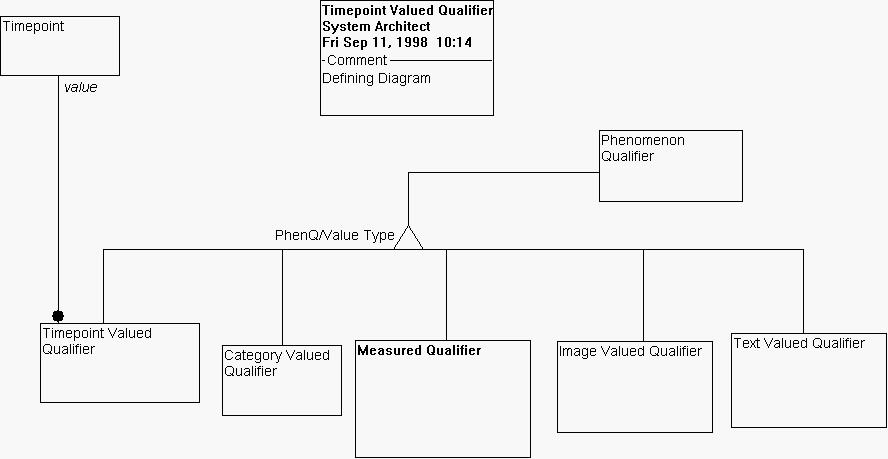 Timepoint
value
Timepoint Valued Qualifier
System Architect
Fri Sep 11, 1998 10:14
Comment
Defining Diagram
Phenomenon
Qualifier
PhenQ/Value Type
Timepoint Valued
Qualifier
Category Valued
Qualifier
Measured Qualifier
Image Valued Qualifier
Text Valued Qualifier